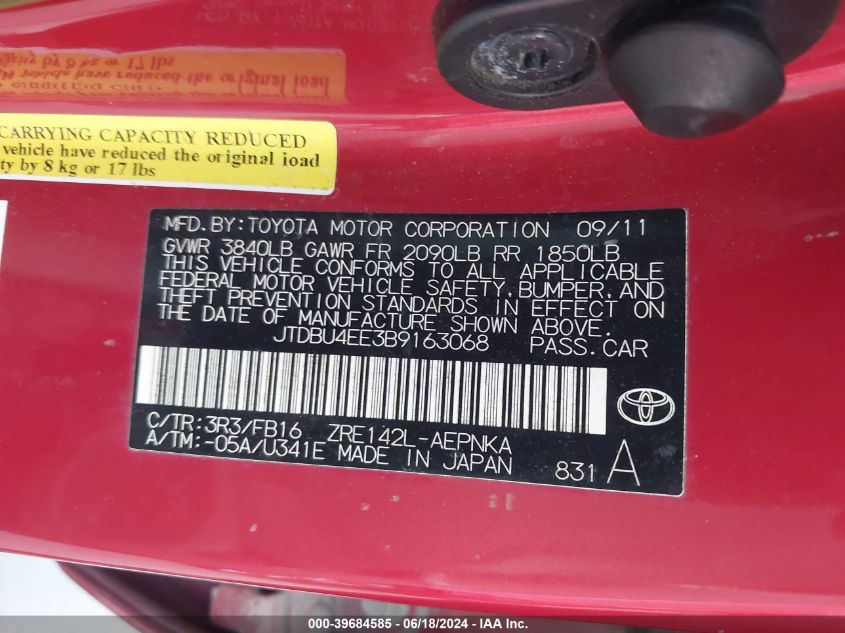 CARRYING CAPACITY REDUCED
vehicle have reduced the original load
ty by 8 kg or 17 lbs
MFD. BY: TOYOTA MOTOR CORPORATION 09/11
GVWR 3840LB GAWR FR 2090LB RR 1850LB
THIS VEHICLE CONFORMS TO ALL APPLICABLE
FEDERAL MOTOR VEHICLE SAFETY, BUMPER, AND
THEFT PREVENTION STANDARDS IN EFFECT ON
THE DATE OF MANUFACTURE SHOWN ABOVE.
JTDBU4EE3B9163068 PASS. CAR
C/TR: 3R3/FB16 ZRE142L-AEPNKA
A/TM: -05A/U341E MADE IN JAPAN 831 A
000-39684585 - 06/18/2024 - IAA, Inc.